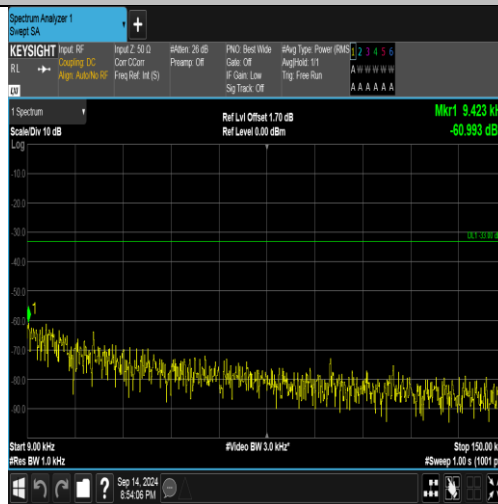 Spectrum Analyzer 1
Swept SA
KEYSIGHT
RL
LXI
Input: RF
Coupling: DC
Align: Auto/No RF
Input Z: 50 Ω
Corr CCorr
Freq Ref: Int (S)
#Atten: 26 dB
Preamp: Off
PNO: Best Wide
Gate: Off
IF Gain: Low
Sig Track: Off
#Avg Type: Power (RMS
Avg|Hold: 1/1
Trig: Free Run
1 2 3 4 5 6
A W W W W W
A A A A A A
1 Spectrum
Scale/Div 10 dB
Log
Ref Lvl Offset 1.70 dB
Ref Level 0.00 dBm
Mkr1 9.423 kH
-60.993 dB
-10.0
-20.0
-30.0
DL1 -33.00 d
-40.0
-50.0
1
-60.0
-70.0
-80.0
-90.0
Start 9.00 kHz
#Res BW 1.0 kHz
#Video BW 3.0 kHz*
Stop 150.00 k
#Sweep 1.00 s (1001 p
?
Sep 14, 2024
8:54:06 PM